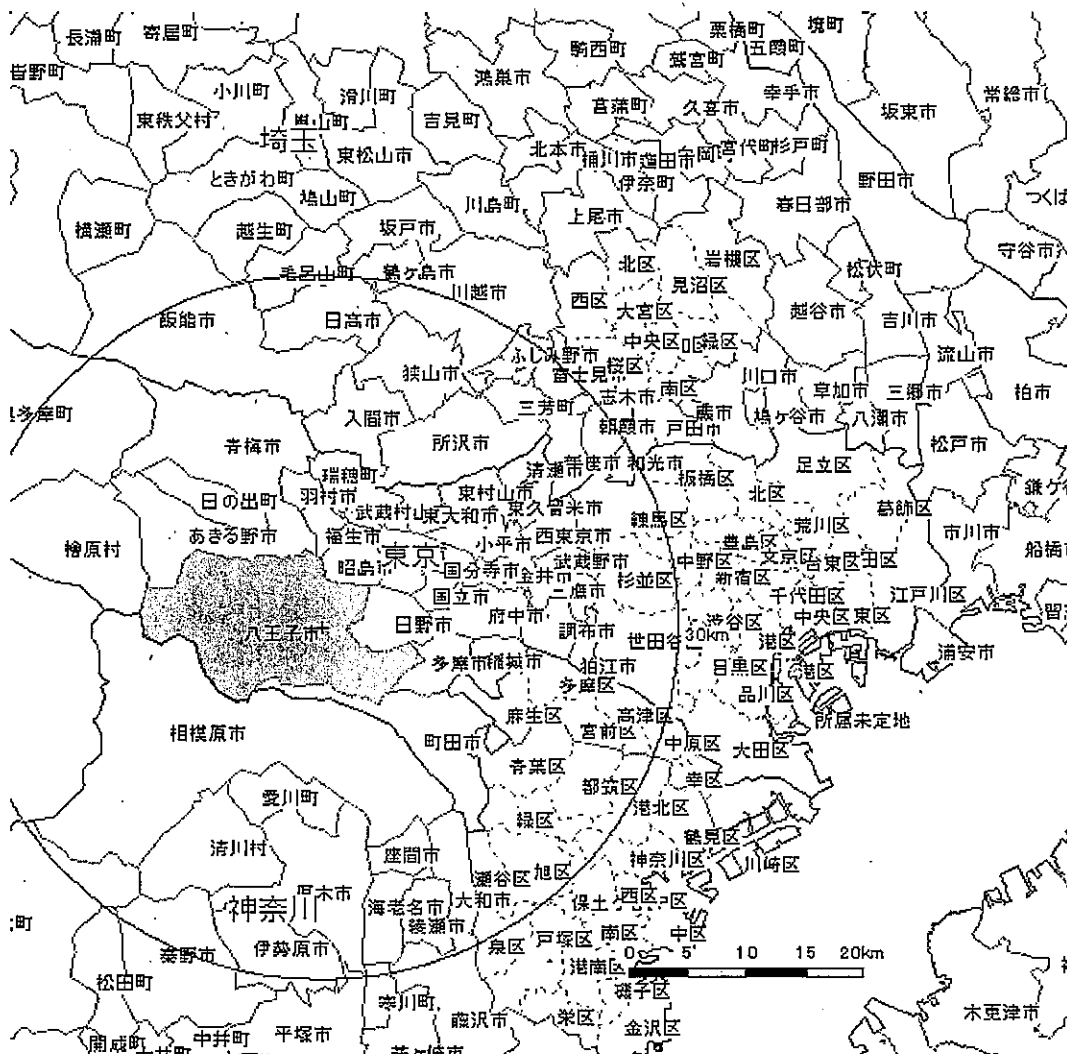 長瀞町
寄居町
皆野町
小川町
滑川町
鴻巣市
騎西町
鷲宮町
栗橋町
五霞町
境町
幸手市
坂東市
常総市
東秩父村
埼玉
吉見町
菖蒲町
久喜市
東松山市
北本市
桶川市
蓮田市
宮代町
杉戸町
野田市
ときがわ町
鳩山町
川島町
伊奈町
上尾市
春日部市
つくば
横瀬町
越生町
坂戸市
守谷市
毛呂山町
鶴ヶ島市
川越市
北区
岩槻区
見沼区
松伏町
西区
大宮区
飯能市
日高市
越谷市
吉川市
ふじみ野市
富士見市
中央区
緑区
桜区
流山市
狭山市
三芳町
志木市
南区
川口市
草加市
三郷市
柏市
奥多摩町
入間市
所沢市
朝霞市
戸田市
蕨市
鳩ヶ谷市
八潮市
松戸市
青梅市
瑞穂町
清瀬市
新座市
和光市
板橋区
足立区
日の出町
羽村市
東村山市
武蔵村山
東大和市
東久留米市
練馬区
北区
荒川区
葛飾区
鎌ケ谷
市川市
船橋市
檜原村
あきる野市
福生市
昭島市
東京
小平市
西東京市
国分寺市
武蔵野市
豊島区
中野区
文京区
台東区
杉並区
新宿区
八王子市
日野市
国立市
府中市
三鷹市
調布市
千代田区
中央区
江東区
江戸川区
浦安市
世田谷
30km
渋谷区
港区
目黒区
港区
品川区
多摩市
稲城市
狛江市
多摩区
所属未定地
相模原市
町田市
麻生区
宮前区
高津区
中原区
大田区
青葉区
都筑区
幸区
愛川町
緑区
港北区
鶴見区
清川村
座間市
瀬谷区
旭区
神奈川区
川崎区
神奈川
厚木市
海老名市
大和市
綾瀬市
保土
西区
中区
伊勢原市
秦野市
泉区
戸塚区
南区
港南区
磯子区
0 5 10 15 20km
松田町
寒川町
藤沢市
栄区
金沢区
木更津市
開成町
中井町
平塚市
茅ヶ崎市